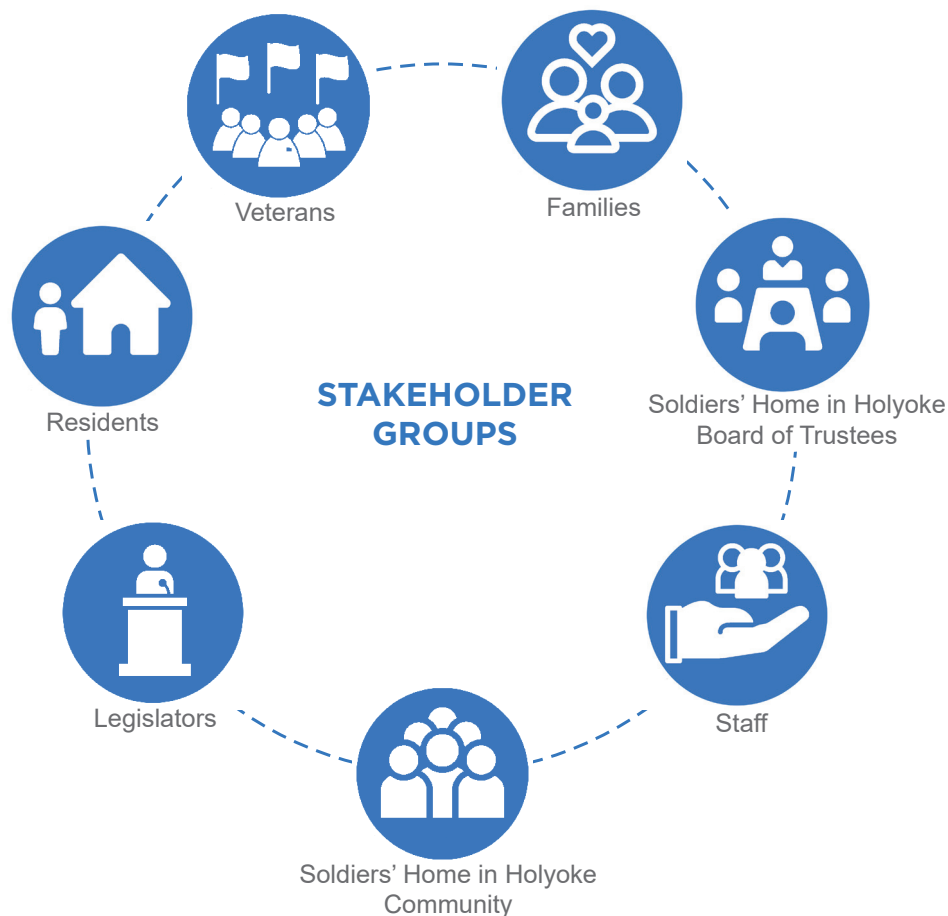 Veterans
Families
Residents
STAKEHOLDER
GROUPS
Soldiers’ Home in Holyoke
Board of Trustees
Legislators
Staff
Soldiers’ Home in Holyoke
Community